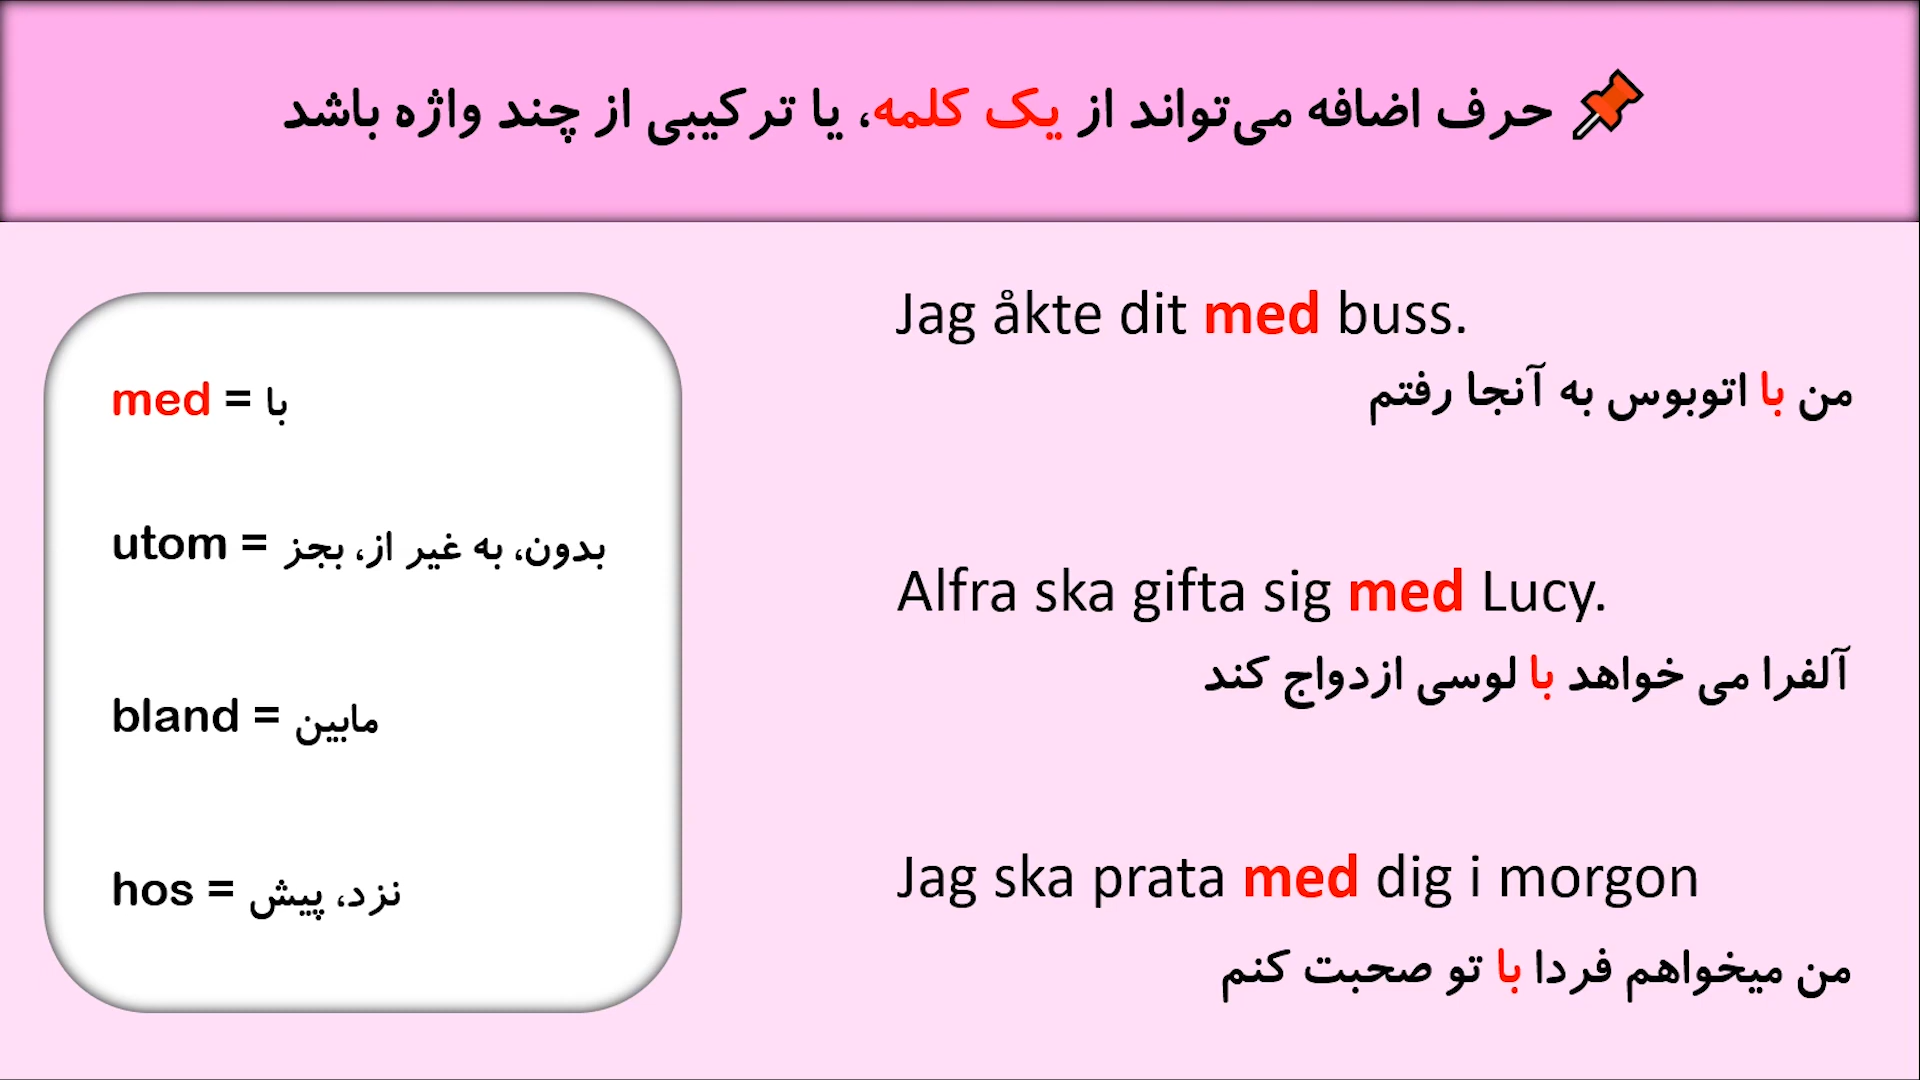 📌 حرف اضافه می‌تواند از یک کلمه، یا ترکیبی از چند واژه باشد
med = با
utom = بدون، به غیر از، بجز
bland = مابین
hos = نزد، پیش
Jag åkte dit med buss.
من با اتوبوس به آنجا رفتم
Alfra ska gifta sig med Lucy.
آلفرا می خواهد با لوسی ازدواج کند
Jag ska prata med dig i morgon
من میخواهم فردا با تو صحبت کنم